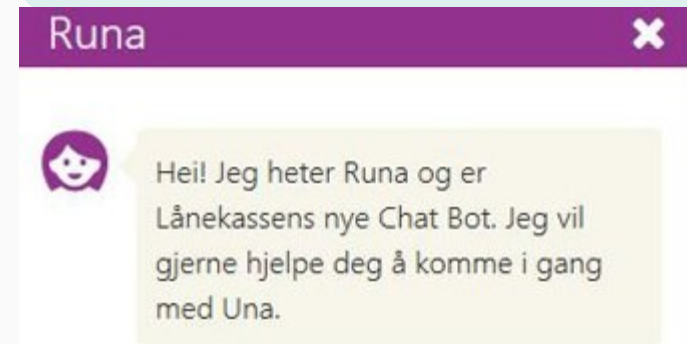 Runa
Hei! Jeg heter Runa og er
Lånekassens nye Chat Bot. Jeg vil
gjerne hjelpe deg å komme i gang
med Una.